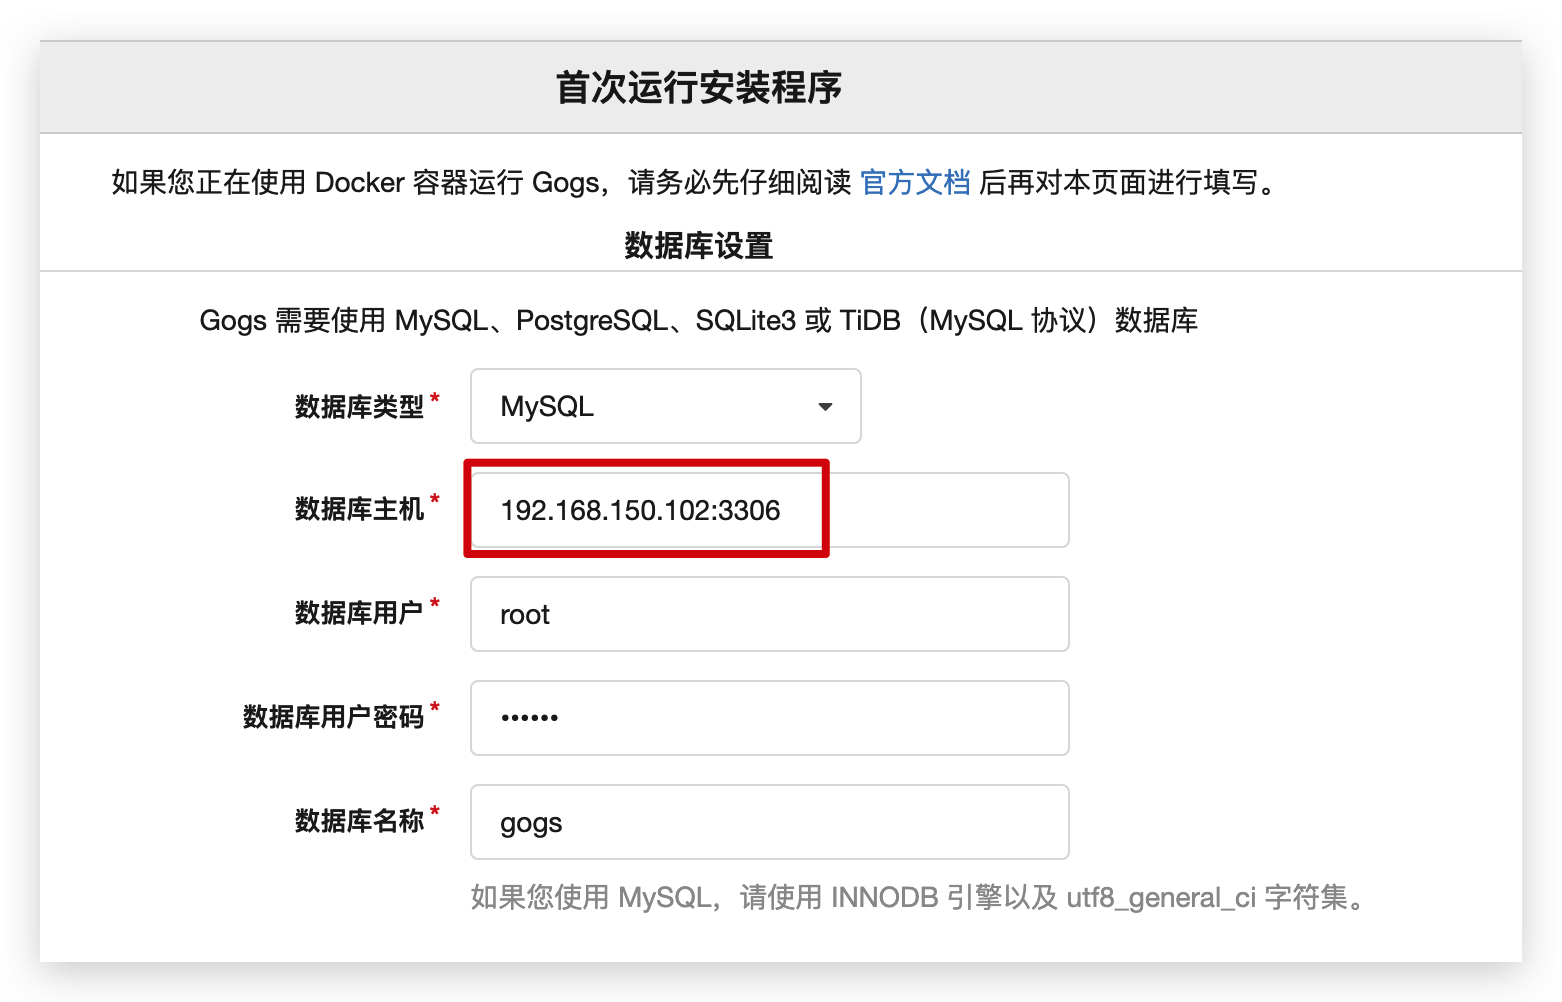 首次运行安装程序
如果您正在使用 Docker 容器运行 Gogs，请务必先仔细阅读 官方文档 后再对本页面进行填写。
数据库设置
Gogs 需要使用 MySQL、PostgreSQL、SQLite3 或 TiDB（MySQL 协议）数据库
数据库类型* MySQL
数据库主机* 192.168.150.102:3306
数据库用户* root
数据库用户密码* ••••••
数据库名称* gogs
如果您使用 MySQL，请使用 INNODB 引擎以及 utf8_general_ci 字符集。